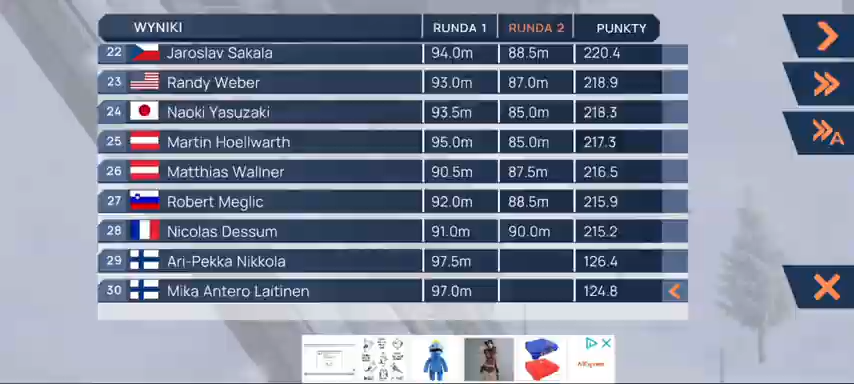 WYNIKI RUNDA 1 RUNDA 2 PUNKTY
22 Jaroslav Sakala 94.0m 88.5m 220.4
23 Randy Weber 93.0m 87.0m 218.9
24 Naoki Yasuzaki 93.5m 85.0m 218.3
25 Martin Hoellwarth 95.0m 85.0m 217.3
26 Matthias Wallner 90.5m 87.5m 216.5
27 Robert Meglic 92.0m 88.5m 215.9
28 Nicolas Dessum 91.0m 90.0m 215.2
29 Ari-Pekka Nikkola 97.5m 126.4
30 Mika Antero Laitinen 97.0m 124.8
A
AliExpress